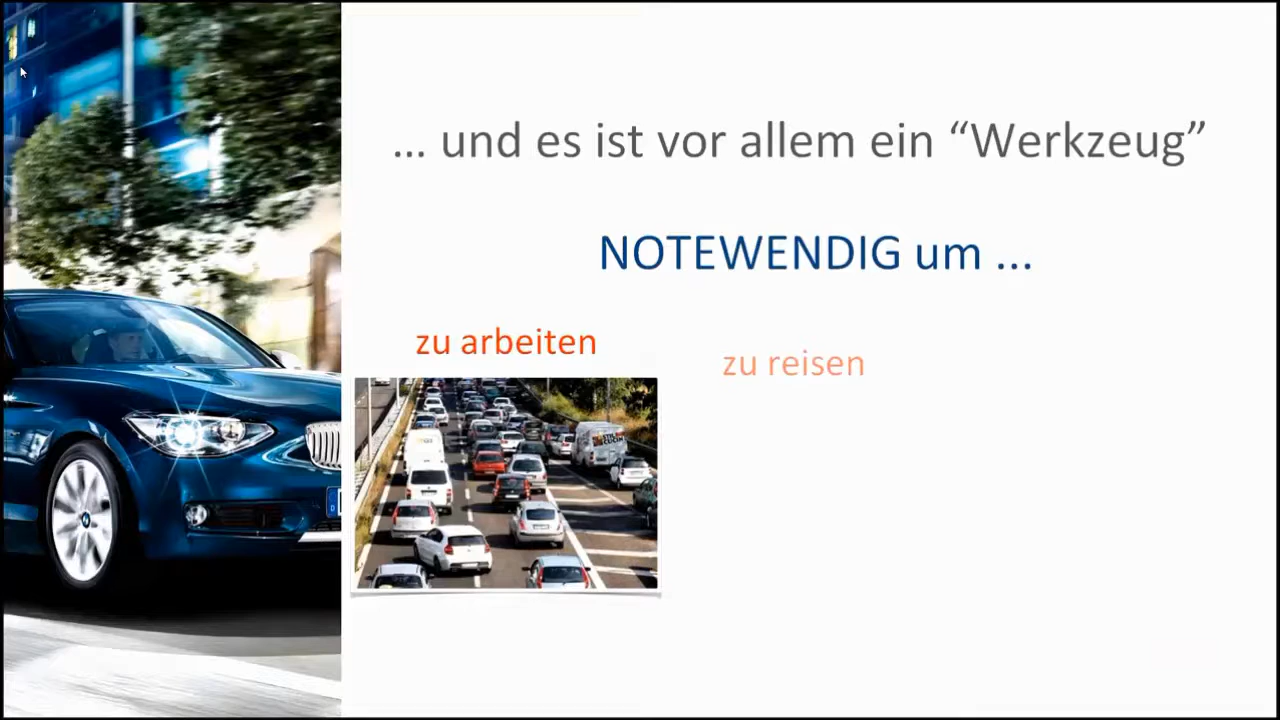 ... und es ist vor allem ein “Werkzeug”
NOTEWENDIG um ...
zu arbeiten
zu reisen